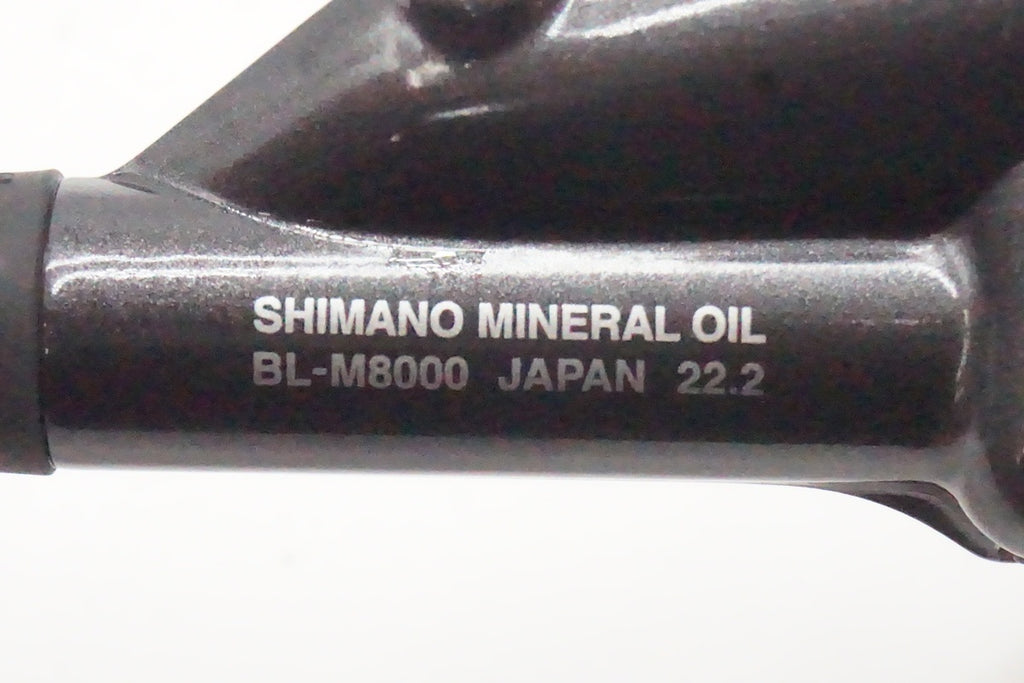 SHIMANO MINERAL OIL
BL-M8000 JAPAN 22.2